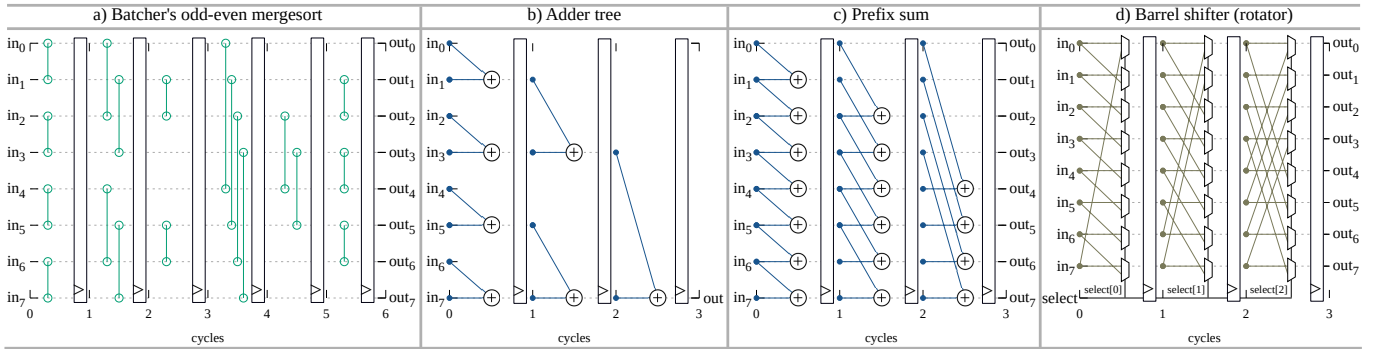 a) Batcher's odd-even mergesort
in0 out0
in1 out1
in2 out2
in3 out3
in4 out4
in5 out5
in6 out6
in7 out7
0 1 2 3 4 5 6
cycles
b) Adder tree
in0
in1
in2
in3
in4
in5
in6
in7 out
0 1 2 3
cycles
c) Prefix sum
in0 out0
in1 out1
in2 out2
in3 out3
in4 out4
in5 out5
in6 out6
in7 out7
0 1 2 3
cycles
d) Barrel shifter (rotator)
in0 out0
in1 out1
in2 out2
in3 out3
in4 out4
in5 out5
in6 out6
in7 out7
select select[0] select[1] select[2]
0 1 2 3
cycles